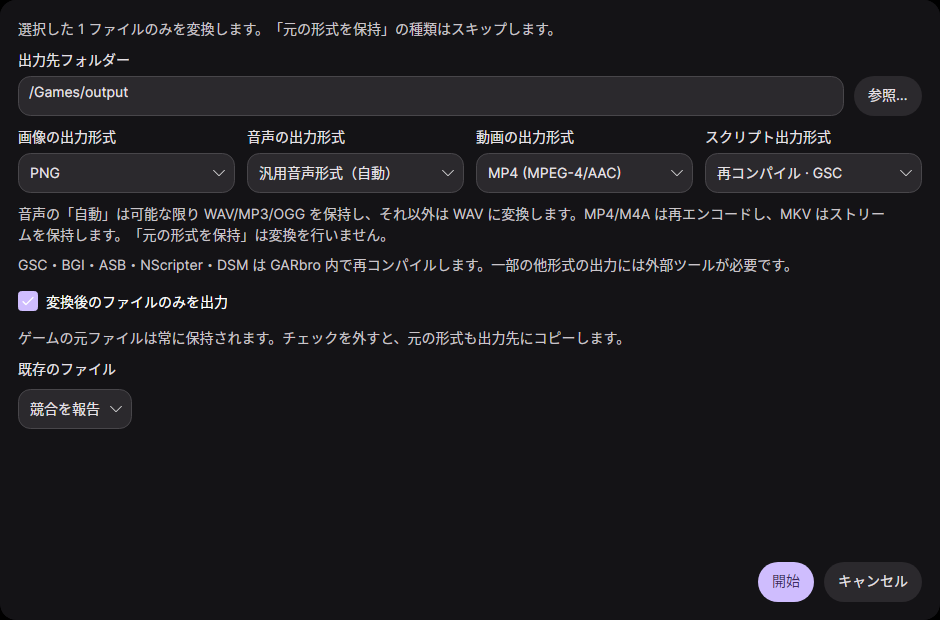 選択した 1 ファイルのみを変換します。「元の形式を保持」の種類はスキップします。
出力先フォルダー
/Games/output
参照...
画像の出力形式
音声の出力形式
動画の出力形式
スクリプト出力形式
PNG
汎用音声形式（自動）
MP4 (MPEG-4/AAC)
再コンパイル · GSC
音声の「自動」は可能な限り WAV/MP3/OGG を保持し、それ以外は WAV に変換します。MP4/M4A は再エンコードし、MKV はストリー
ムを保持します。「元の形式を保持」は変換を行いません。
GSC・BGI・ASB・NScripter・DSM は GARbro 内で再コンパイルします。一部の他形式の出力には外部ツールが必要です。
変換後のファイルのみを出力
ゲームの元ファイルは常に保持されます。チェックを外すと、元の形式も出力先にコピーします。
既存のファイル
競合を報告
開始
キャンセル